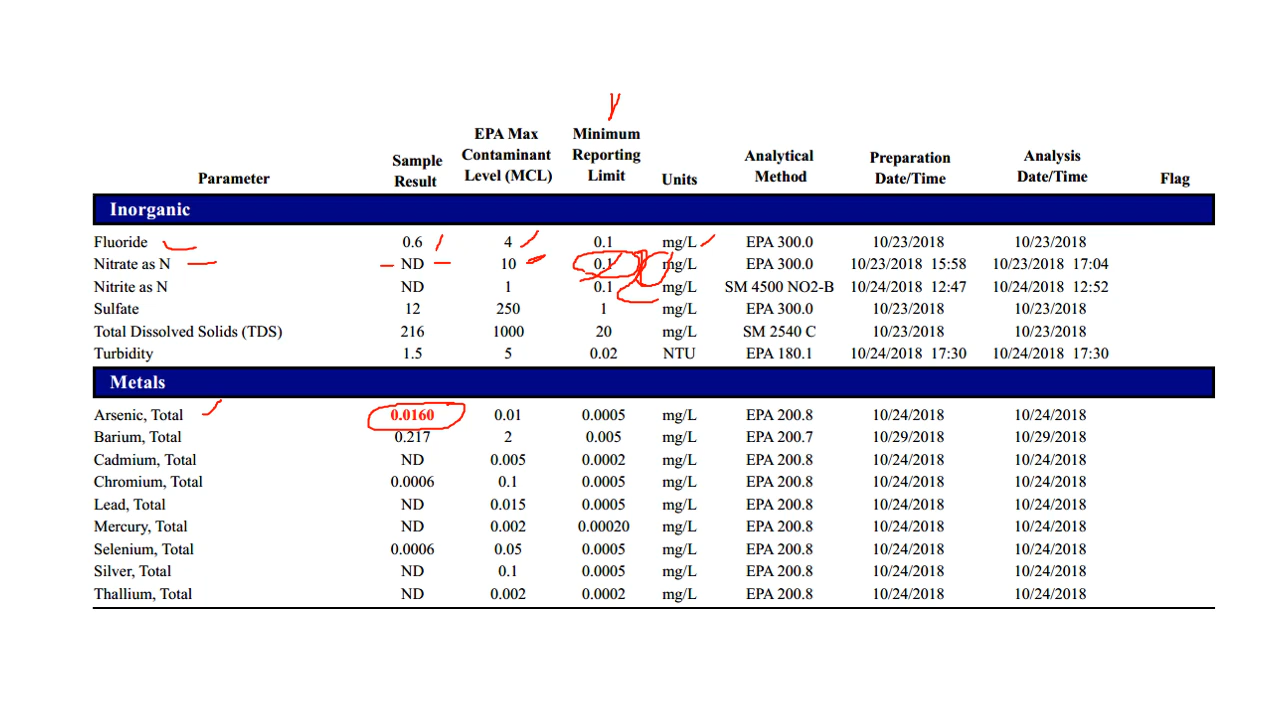 Parameter Sample Result EPA Max Contaminant Level (MCL) Minimum Reporting Limit Units Analytical Method Preparation Date/Time Analysis Date/Time Flag
Inorganic
Fluoride 0.6 4 0.1 mg/L EPA 300.0 10/23/2018 10/23/2018
Nitrate as N ND 10 0.1 mg/L EPA 300.0 10/23/2018 15:58 10/23/2018 17:04
Nitrite as N ND 1 0.1 mg/L SM 4500 NO2-B 10/24/2018 12:47 10/24/2018 12:52
Sulfate 12 250 1 mg/L EPA 300.0 10/23/2018 10/23/2018
Total Dissolved Solids (TDS) 216 1000 20 mg/L SM 2540 C 10/23/2018 10/23/2018
Turbidity 1.5 5 0.02 NTU EPA 180.1 10/24/2018 17:30 10/24/2018 17:30
Metals
Arsenic, Total 0.0160 0.01 0.0005 mg/L EPA 200.8 10/24/2018 10/24/2018
Barium, Total 0.217 2 0.005 mg/L EPA 200.7 10/29/2018 10/29/2018
Cadmium, Total ND 0.005 0.0002 mg/L EPA 200.8 10/24/2018 10/24/2018
Chromium, Total 0.0006 0.1 0.0005 mg/L EPA 200.8 10/24/2018 10/24/2018
Lead, Total ND 0.015 0.0005 mg/L EPA 200.8 10/24/2018 10/24/2018
Mercury, Total ND 0.002 0.00020 mg/L EPA 200.8 10/24/2018 10/24/2018
Selenium, Total 0.0006 0.05 0.0005 mg/L EPA 200.8 10/24/2018 10/24/2018
Silver, Total ND 0.1 0.0005 mg/L EPA 200.8 10/24/2018 10/24/2018
Thallium, Total ND 0.002 0.0002 mg/L EPA 200.8 10/24/2018 10/24/2018